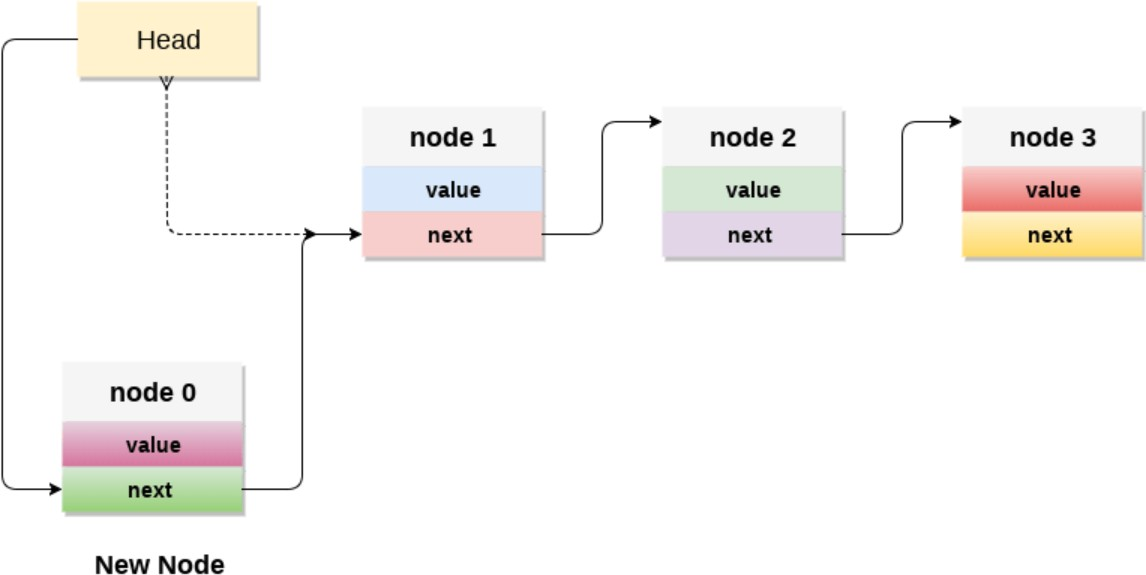 Head
node 1
value
next
node 2
value
next
node 3
value
next
node 0
value
next
New Node